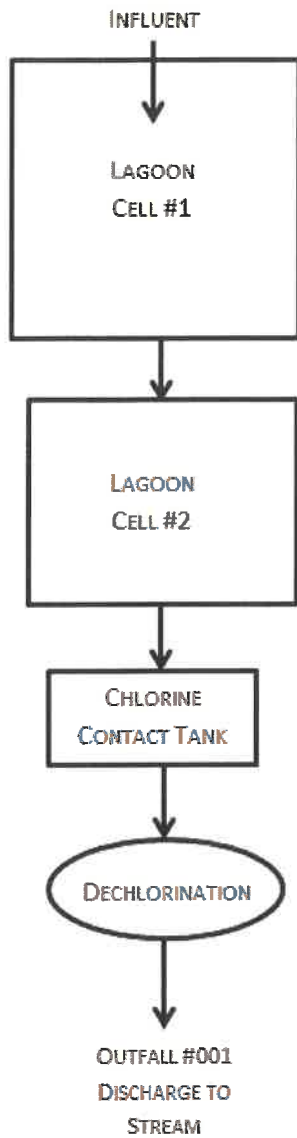 INFLUENT
LAGOON
CELL #1
LAGOON
CELL #2
CHLORINE
CONTACT TANK
DECHLORINATION
OUTFALL #001
DISCHARGE TO
STREAM